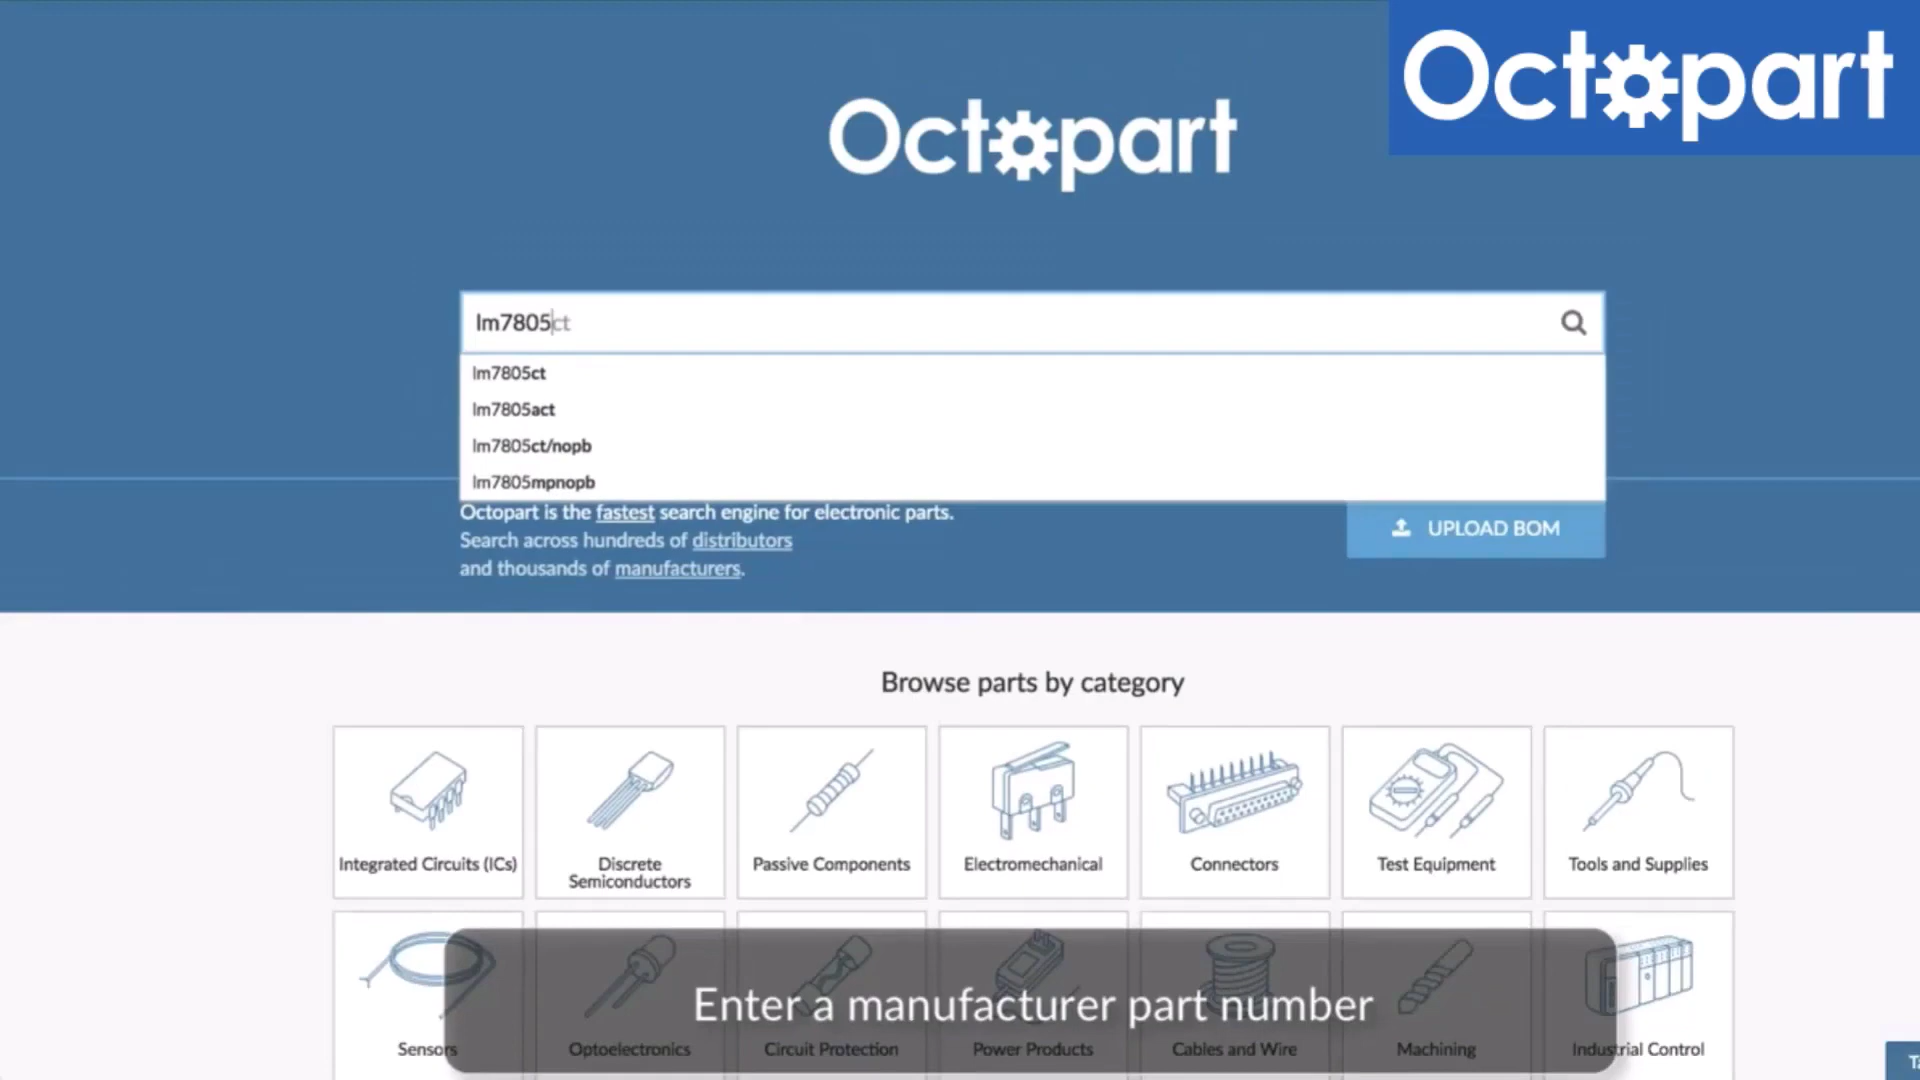 Octopart
Octopart
lm7805ct
lm7805ct
lm7805act
lm7805ct/nopb
lm7805mpnopb
Octopart is the fastest search engine for electronic parts.
Search across hundreds of distributors
and thousands of manufacturers.
UPLOAD BOM
Browse parts by category
Integrated Circuits (ICs)
Discrete
Semiconductors
Passive Components
Electromechanical
Connectors
Test Equipment
Tools and Supplies
Enter a manufacturer part number
Sensors
Optoelectronics
Circuit Protection
Power Products
Cables and Wire
Machining
Industrial Control